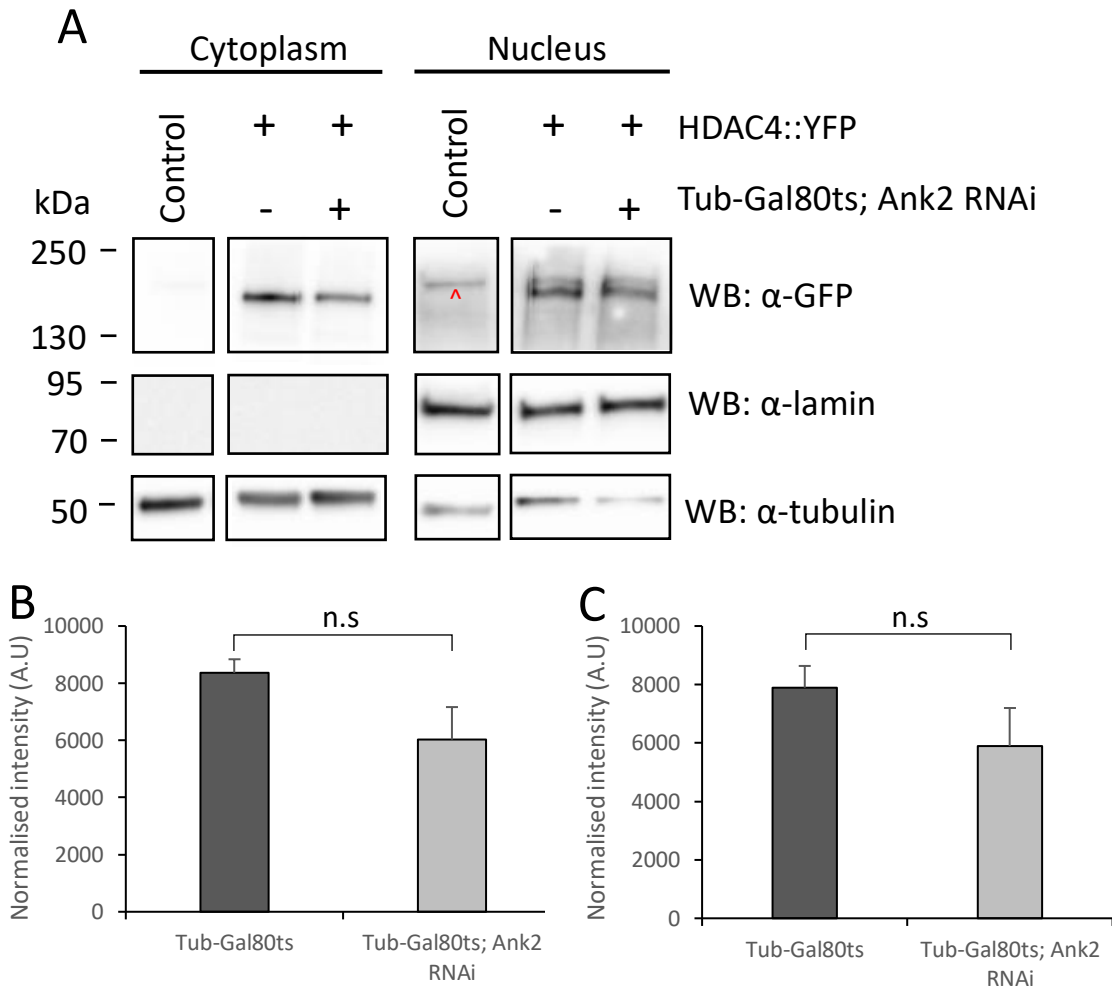 A
Cytoplasm
Nucleus
Control
+
+
Control
+
+
HDAC4::YFP
kDa
-
+
-
+
Tub-Gal80ts; Ank2 RNAi
250
130
^
WB: α-GFP
95
70
WB: α-lamin
50
WB: α-tubulin
B
n.s
Normalised intensity (A.U)
10000
8000
6000
4000
2000
0
Tub-Gal80ts
Tub-Gal80ts; Ank2
RNAi
C
n.s
Normalised intensity (A.U)
10000
8000
6000
4000
2000
0
Tub-Gal80ts
Tub-Gal80ts; Ank2
RNAi